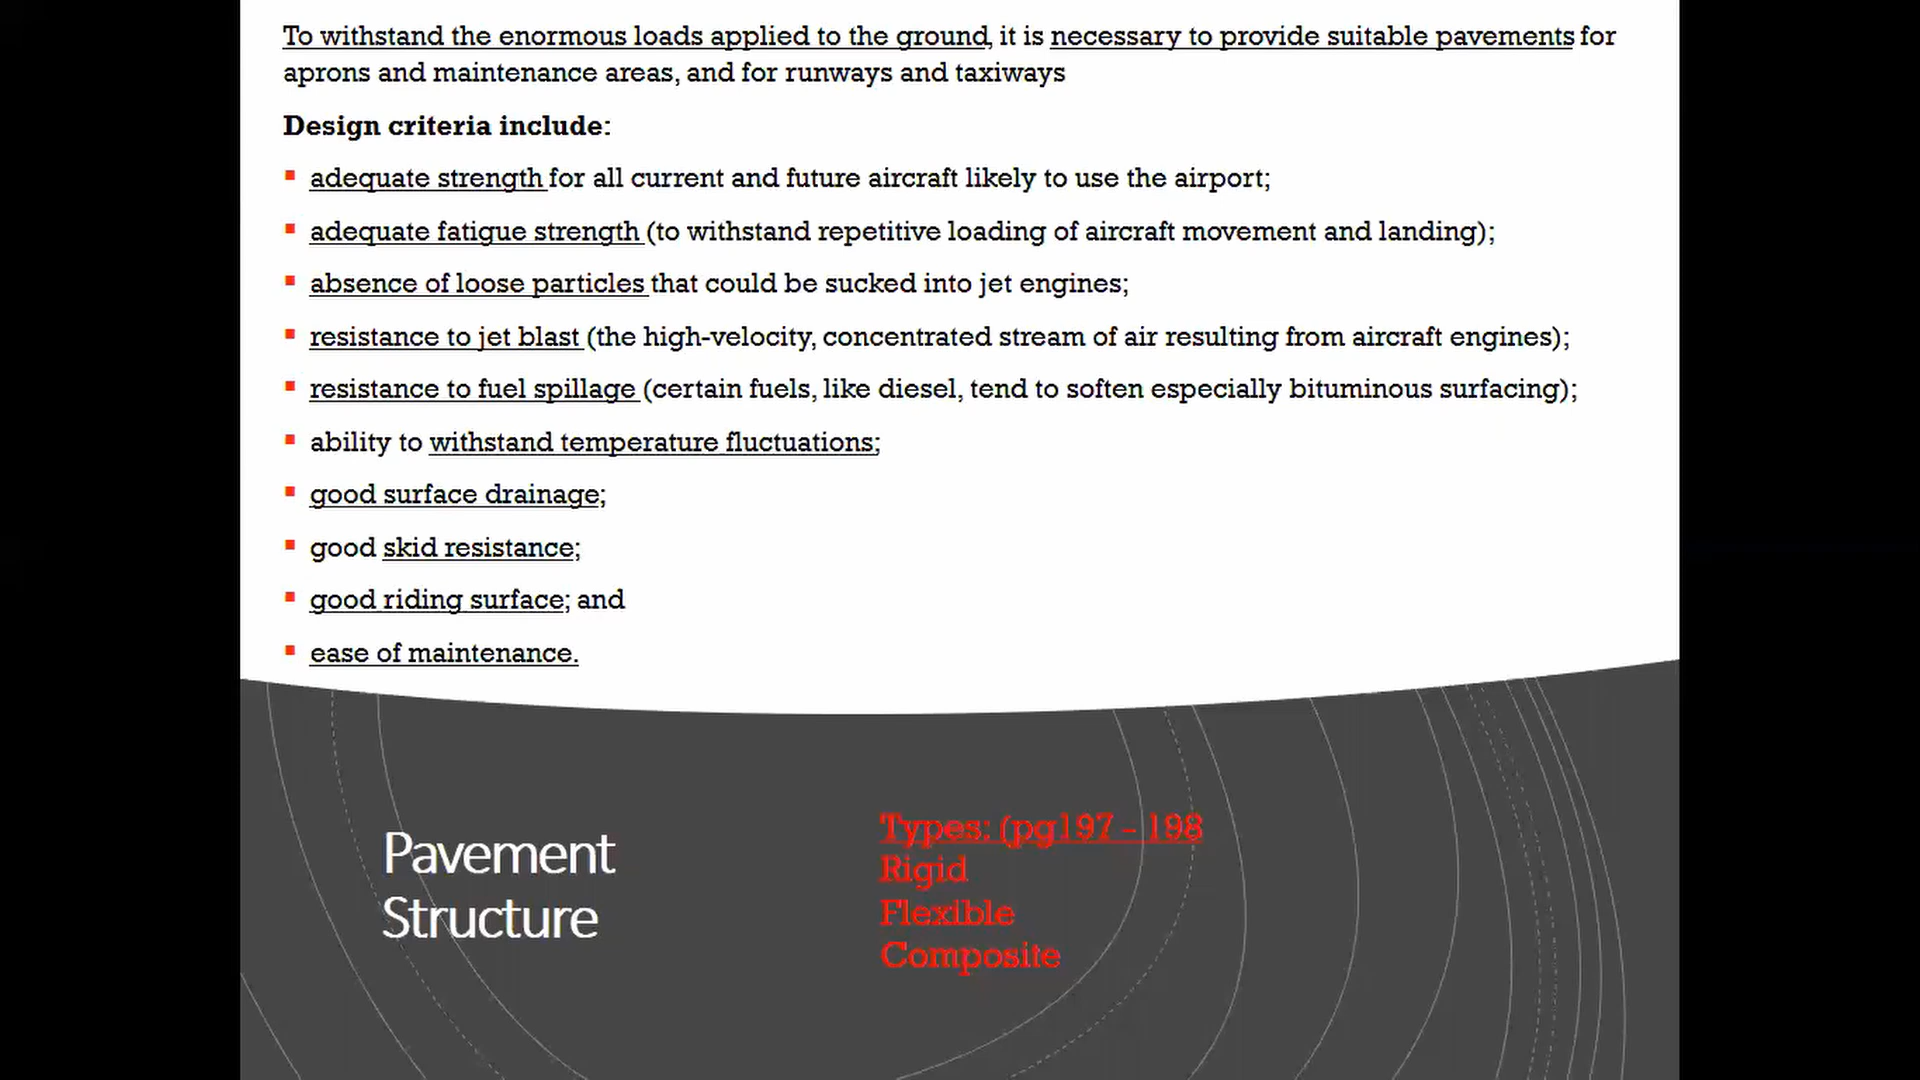 To withstand the enormous loads applied to the ground, it is necessary to provide suitable pavements for
aprons and maintenance areas, and for runways and taxiways
Design criteria include:
▪ adequate strength for all current and future aircraft likely to use the airport;
▪ adequate fatigue strength (to withstand repetitive loading of aircraft movement and landing);
▪ absence of loose particles that could be sucked into jet engines;
▪ resistance to jet blast (the high-velocity, concentrated stream of air resulting from aircraft engines);
▪ resistance to fuel spillage (certain fuels, like diesel, tend to soften especially bituminous surfacing);
▪ ability to withstand temperature fluctuations;
▪ good surface drainage;
▪ good skid resistance;
▪ good riding surface; and
▪ ease of maintenance.
Pavement
Structure
Types: (pg197 - 198
Rigid
Flexible
Composite